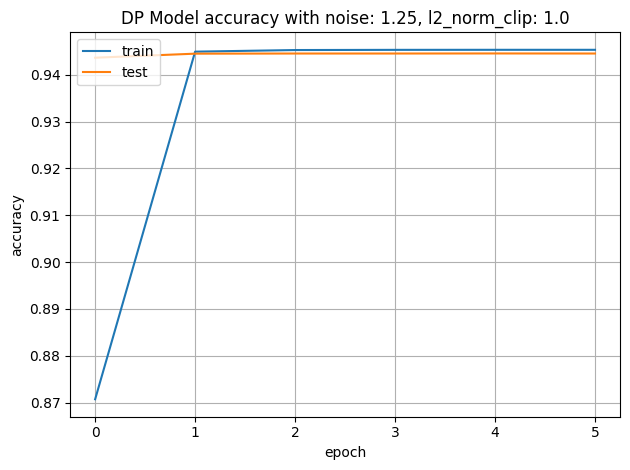 DP Model accuracy with noise: 1.25, l2_norm_clip: 1.0
train
test
0.94
0.93
0.92
0.91
0.90
0.89
0.88
0.87
accuracy
0 1 2 3 4 5
epoch